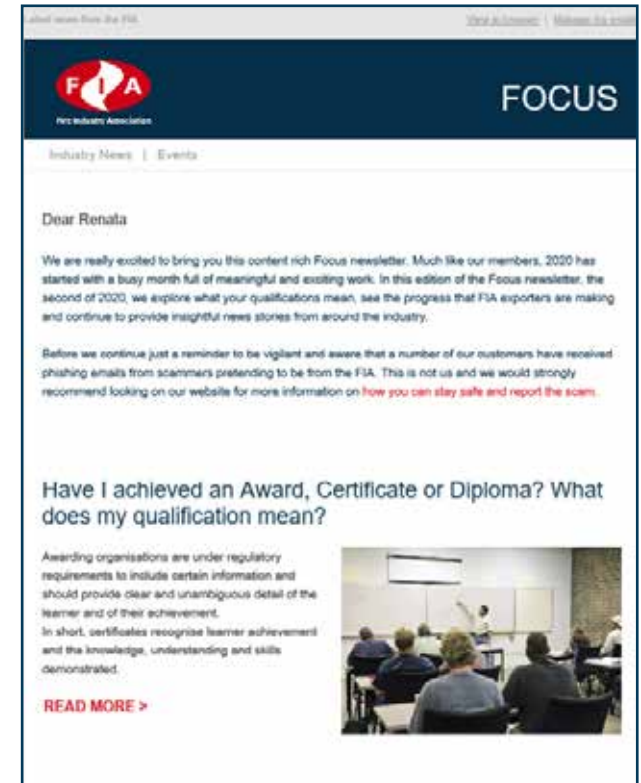 Latest news from the FIA
View in browser | Manage my email
FIA
Fire Industry Association
FOCUS
Industry News | Events
Dear Renata
We are really excited to bring you this content rich Focus newsletter. Much like our members, 2020 has
started with a busy month full of meaningful and exciting work. In this edition of the Focus newsletter, the
second of 2020, we explore what your qualifications mean, see the progress that FIA exporters are making
and continue to provide insightful news stories from around the industry.
Before we continue just a reminder to be vigilant and aware that a number of our customers have received
phishing emails from scammers pretending to be from the FIA. This is not us and we would strongly
recommend looking on our website for more information on how you can stay safe and report the scam.
Have I achieved an Award, Certificate or Diploma? What
does my qualification mean?
Awarding organisations are under regulatory
requirements to include certain information and
should provide clear and unambiguous detail of the
learner and of their achievement.
In short, certificates recognise learner achievement
and the knowledge, understanding and skills
demonstrated.
READ MORE >